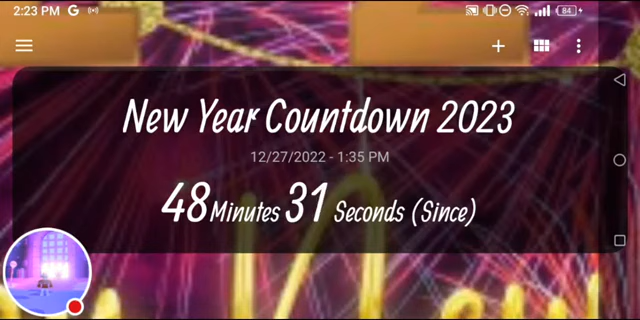 2:23 PM G 84
New Year Countdown 2023
12/27/2022 - 1:35 PM
48 Minutes 31 Seconds (Since)